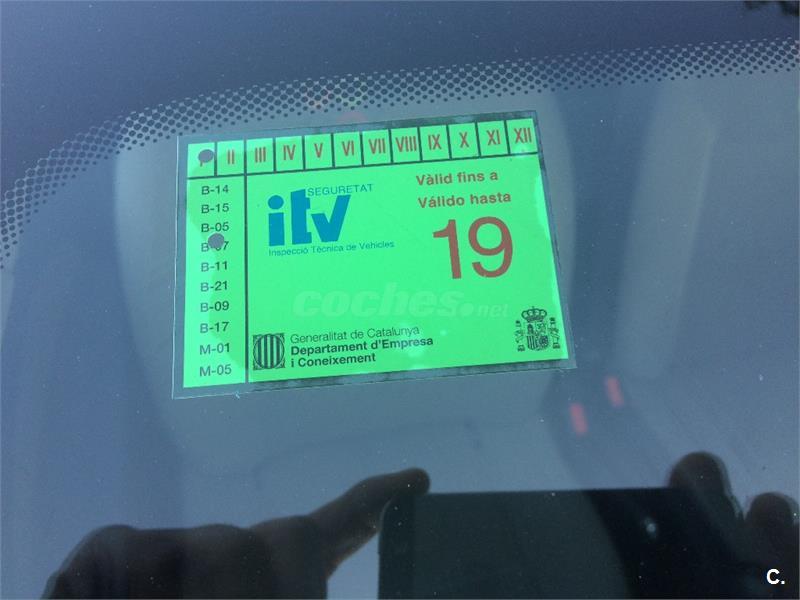 II III IV V VI VII VIII IX X XI XII
B-14
B-15
B-05
B-11
B-21
B-09
B-17
M-01
M-05
SEGURETAT
itv
Inspecció Tècnica de Vehicles
Vàlid fins a
Válido hasta
19
coches.net
Generalitat de Catalunya
Departament d'Empresa
i Coneixement
C.